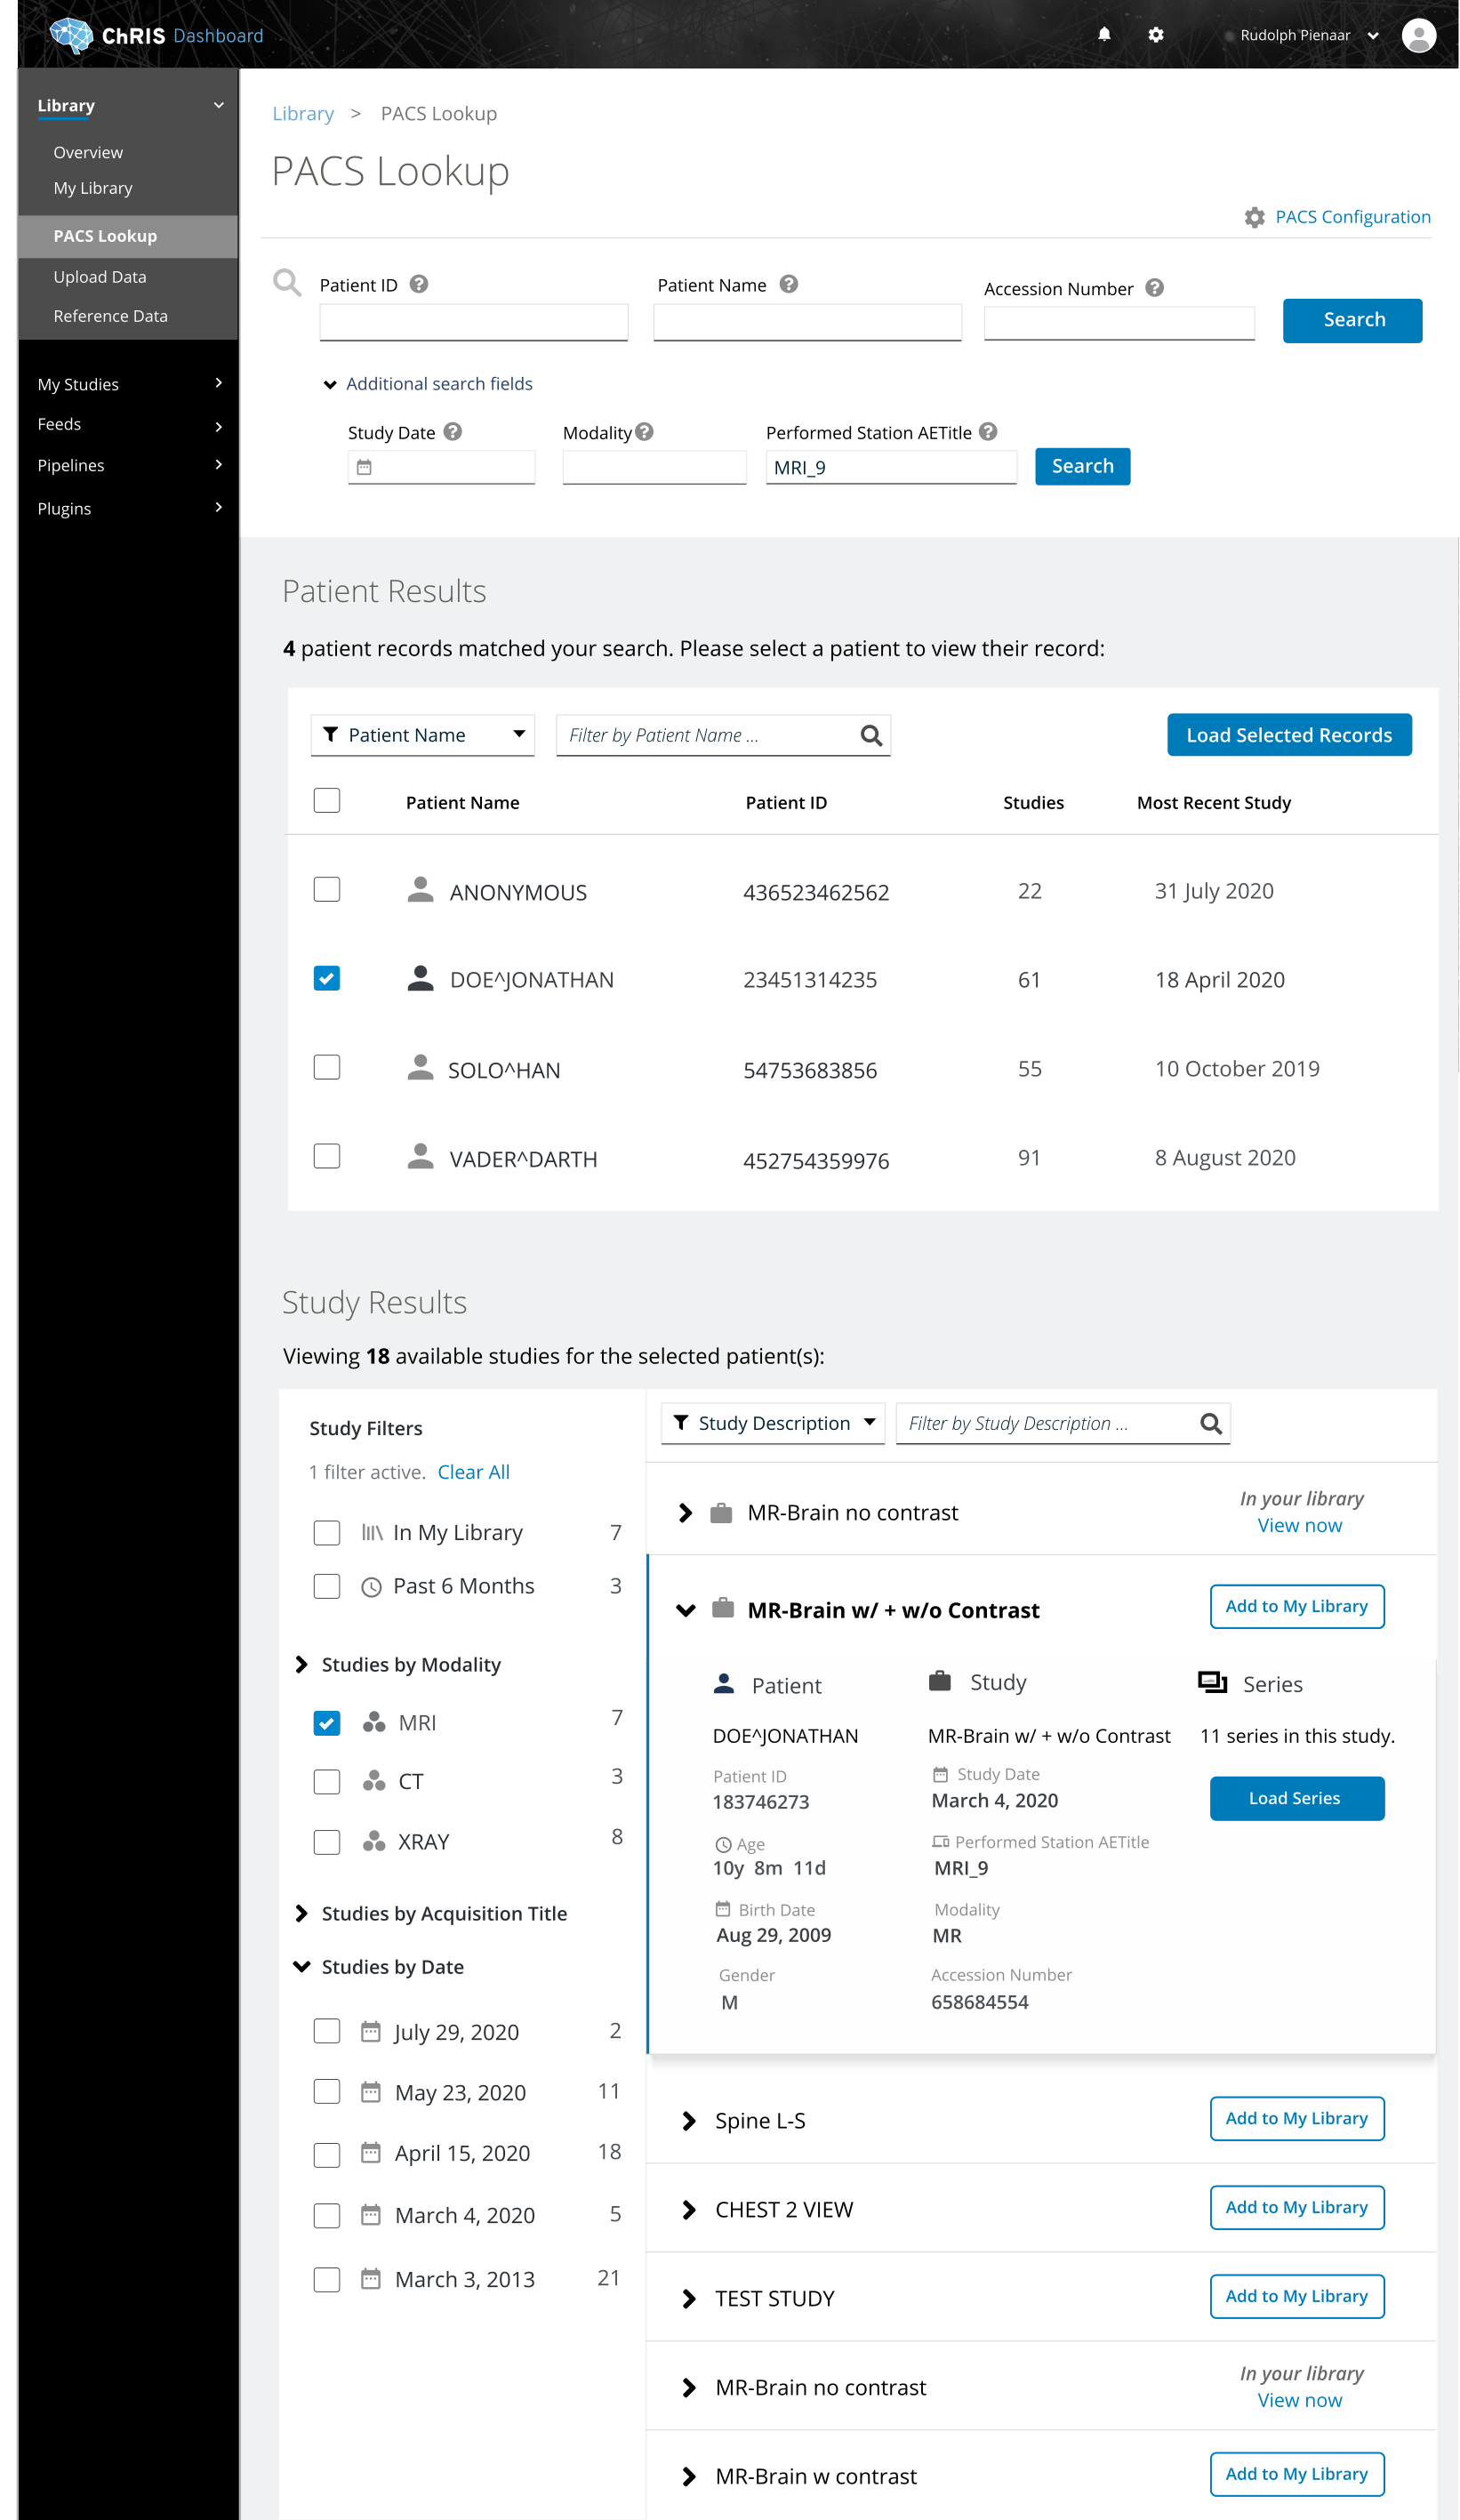 ChRIS Dashboard
Rudolph Pienaar
Library
Overview
My Library
PACS Lookup
Upload Data
Reference Data
My Studies
Feeds
Pipelines
Plugins
Library > PACS Lookup
PACS Lookup
PACS Configuration
Patient ID ?
Patient Name ?
Accession Number ?
Search
Additional search fields
Study Date ?
Modality ?
Performed Station AETitle ?
MRI_9
Search
Patient Results
4 patient records matched your search. Please select a patient to view their record:
Patient Name
Filter by Patient Name ...
Load Selected Records
Patient Name Patient ID Studies Most Recent Study
ANONYMOUS 436523462562 22 31 July 2020
DOE^JONATHAN 23451314235 61 18 April 2020
SOLO^HAN 54753683856 55 10 October 2019
VADER^DARTH 452754359976 91 8 August 2020
Study Results
Viewing 18 available studies for the selected patient(s):
Study Filters
1 filter active. Clear All
In My Library 7
Past 6 Months 3
Studies by Modality
MRI 7
CT 3
XRAY 8
Studies by Acquisition Title
Studies by Date
July 29, 2020 2
May 23, 2020 11
April 15, 2020 18
March 4, 2020 5
March 3, 2013 21
Study Description
Filter by Study Description ...
MR-Brain no contrast
In your library
View now
MR-Brain w/ + w/o Contrast
Add to My Library
Patient
DOE^JONATHAN
Patient ID
183746273
Age
10y 8m 11d
Birth Date
Aug 29, 2009
Gender
M
Study
MR-Brain w/ + w/o Contrast
Study Date
March 4, 2020
Performed Station AETitle
MRI_9
Modality
MR
Accession Number
658684554
Series
11 series in this study.
Load Series
Spine L-S
Add to My Library
CHEST 2 VIEW
Add to My Library
TEST STUDY
Add to My Library
MR-Brain no contrast
In your library
View now
MR-Brain w contrast
Add to My Library